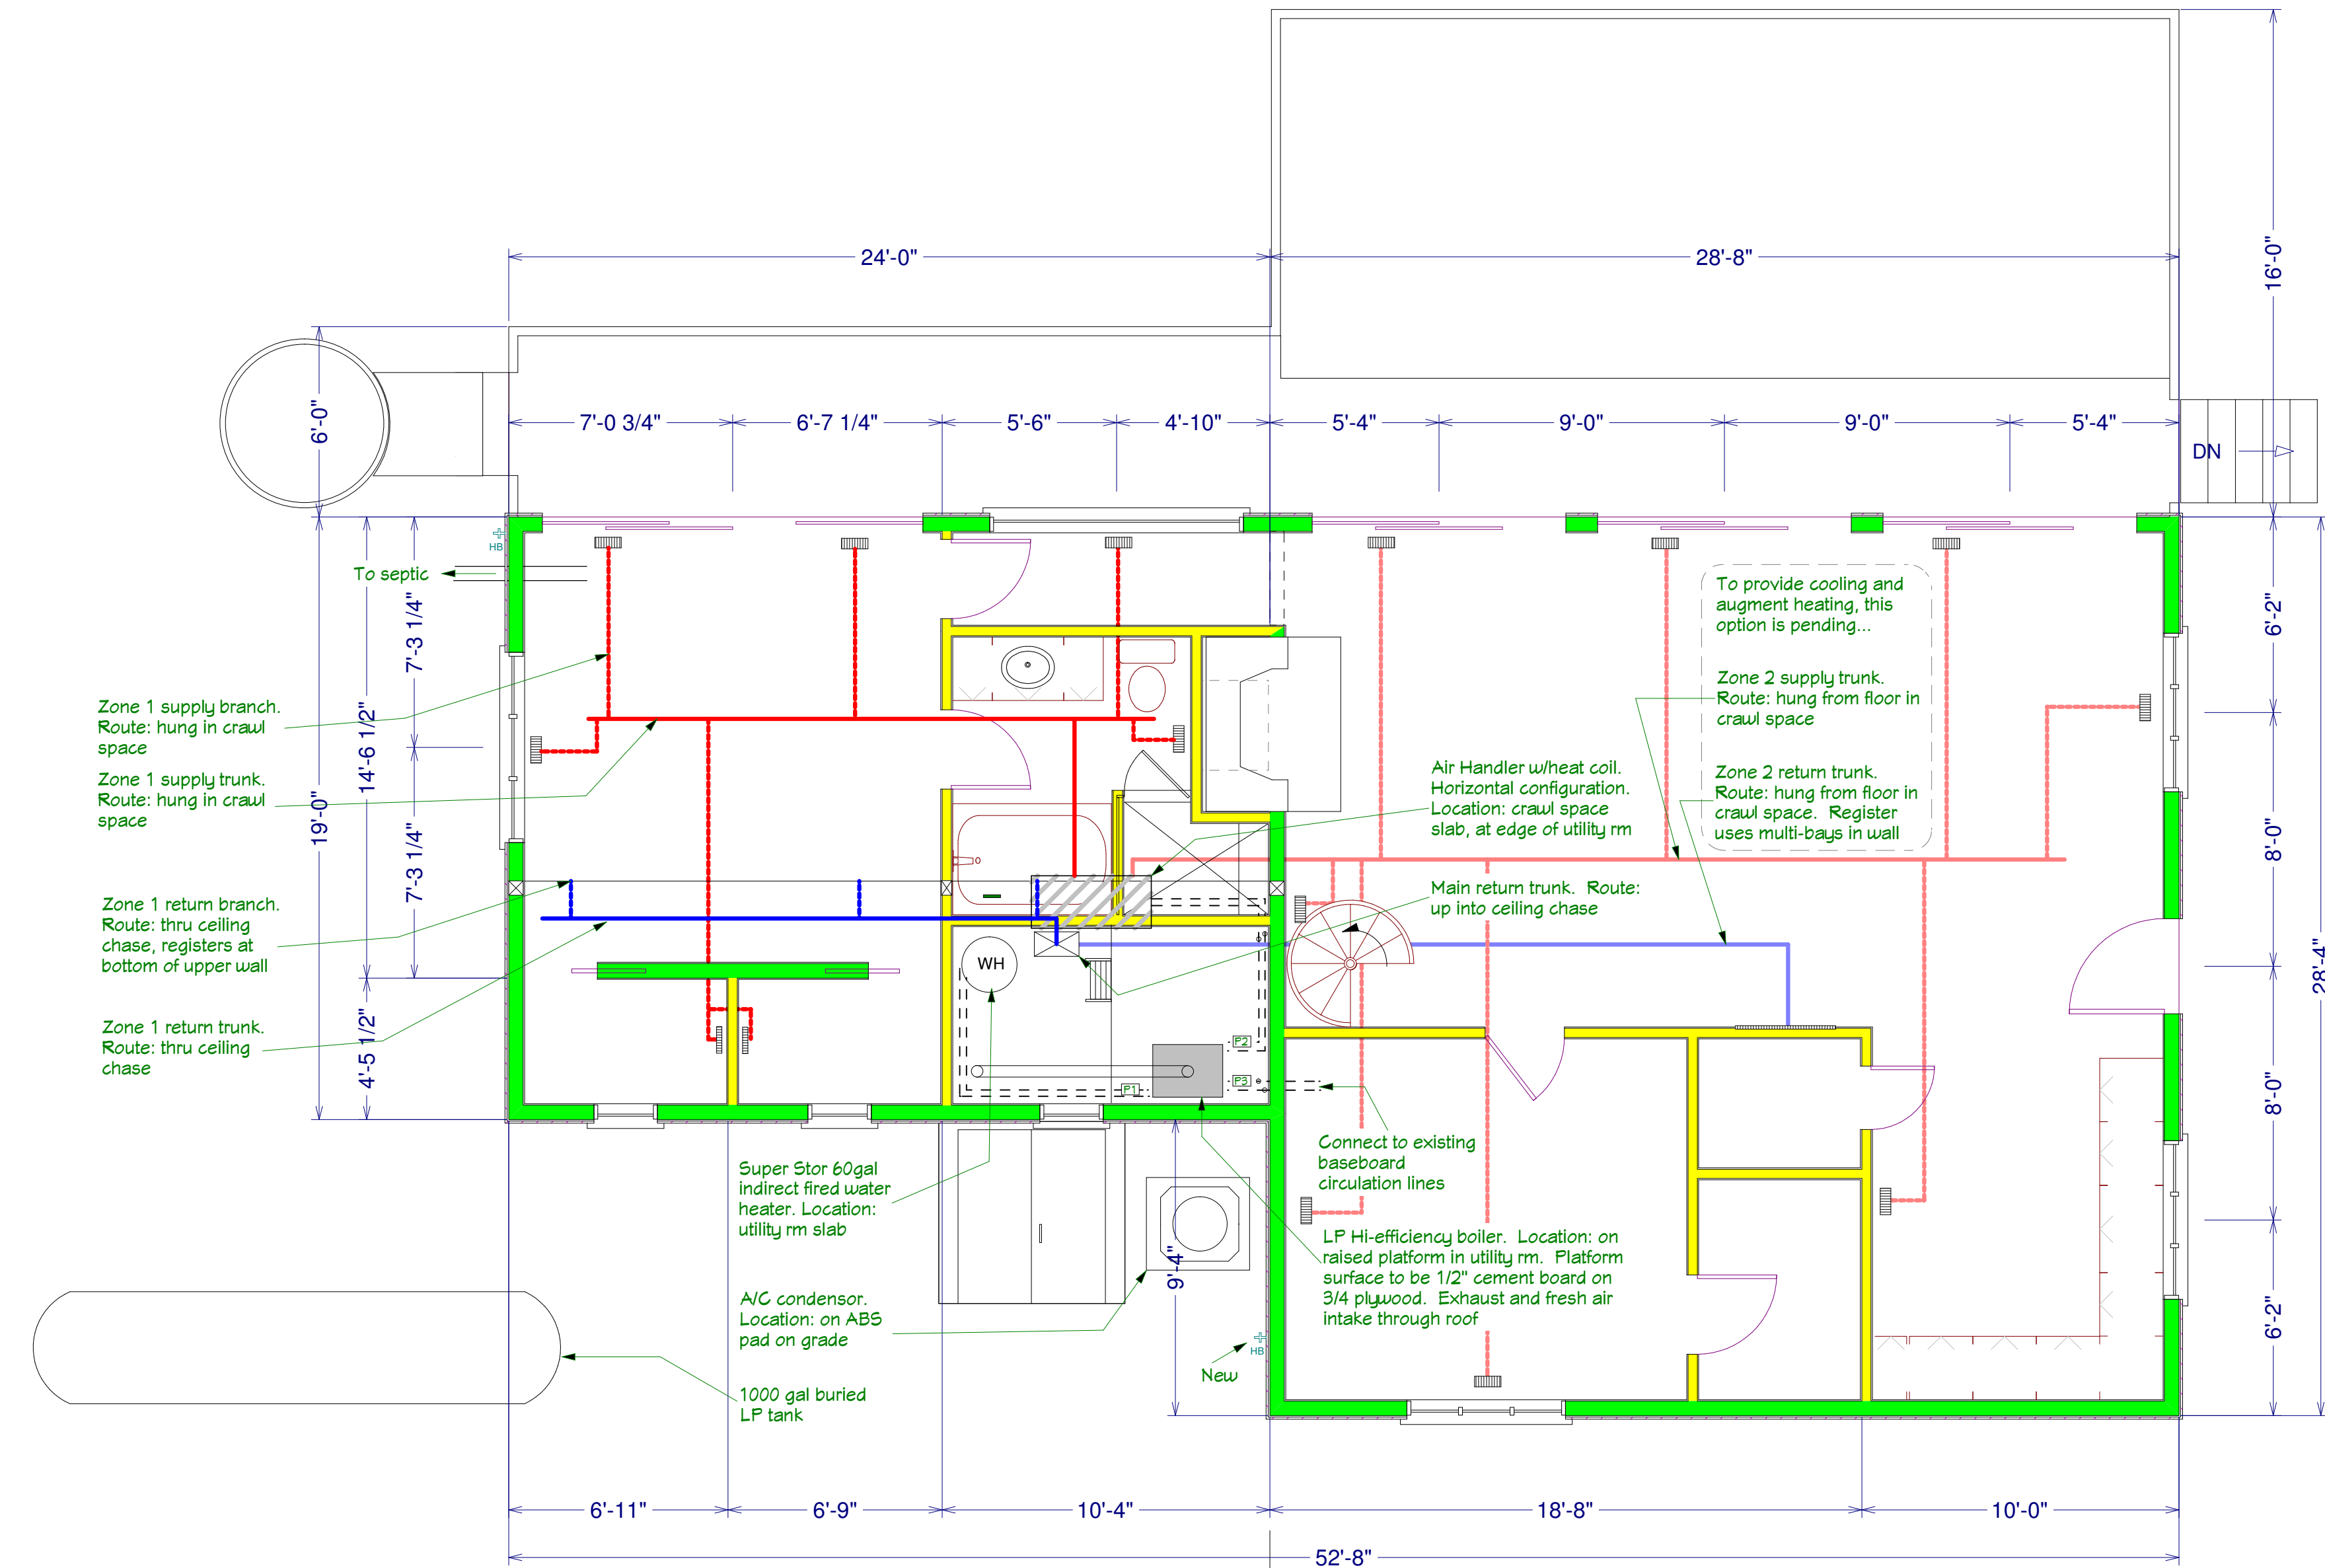 24'-0"
28'-8"
16'-0"
6'-0"
7'-0 3/4"
6'-7 1/4"
5'-6"
4'-10"
5'-4"
9'-0"
9'-0"
5'-4"
DN
HB
To septic
7'-3 1/4"
14'-6 1/2"
19'-0"
7'-3 1/4"
4'-5 1/2"
Zone 1 supply branch.
Route: hung in crawl
space
Zone 1 supply trunk.
Route: hung in crawl
space
Zone 1 return branch.
Route: thru ceiling
chase, registers at
bottom of upper wall
Zone 1 return trunk.
Route: thru ceiling
chase
To provide cooling and
augment heating, this
option is pending...
Zone 2 supply trunk.
Route: hung from floor in
crawl space
Zone 2 return trunk.
Route: hung from floor in
crawl space. Register
uses multi-bays in wall
Air Handler w/heat coil.
Horizontal configuration.
Location: crawl space
slab, at edge of utility rm
Main return trunk. Route:
up into ceiling chase
6'-2"
8'-0"
8'-0"
6'-2"
28'-4"
WH
P2
P3
P1
Connect to existing
baseboard
circulation lines
Super Stor 60gal
indirect fired water
heater. Location:
utility rm slab
LP Hi-efficiency boiler. Location: on
raised platform in utility rm. Platform
surface to be 1/2" cement board on
3/4 plywood. Exhaust and fresh air
intake through roof
A/C condensor.
Location: on ABS
pad on grade
9'-4"
HB
New
1000 gal buried
LP tank
6'-11"
6'-9"
10'-4"
18'-8"
10'-0"
52'-8"